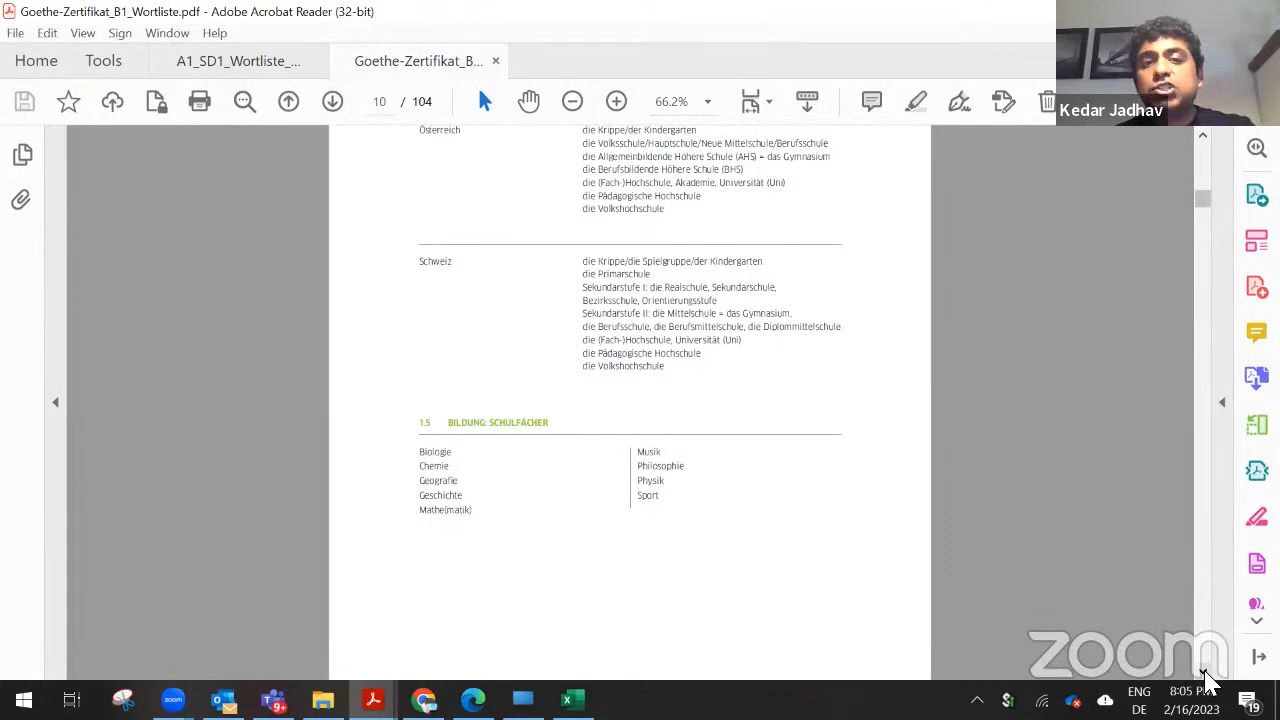 Goethe-Zertifikat_B1_Wortliste.pdf - Adobe Acrobat Reader (32-bit)
File Edit View Sign Window Help
Home Tools A1_SD1_Wortliste_... Goethe-Zertifikat_B... ×
10 / 104 66.2%
Kedar Jadhav
Österreich die Krippe/der Kindergarten
die Volksschule/Hauptschule/Neue Mittelschule/Berufsschule
die Allgemeinbildende Höhere Schule (AHS) = das Gymnasium
die Berufsbildende Höhere Schule (BHS)
die (Fach-)Hochschule, Akademie, Universität (Uni)
die Pädagogische Hochschule
die Volkshochschule
Schweiz die Krippe/die Spielgruppe/der Kindergarten
die Primarschule
Sekundarstufe I: die Realschule, Sekundarschule,
Bezirksschule, Orientierungsstufe
Sekundarstufe II: die Mittelschule = das Gymnasium,
die Berufsschule, die Berufsmittelschule, die Diplommittelschule
die (Fach-)Hochschule, Universität (Uni)
die Pädagogische Hochschule
die Volkshochschule
1.5 BILDUNG: SCHULFÄCHER
Biologie
Chemie
Geografie
Geschichte
Mathe(matik)
Musik
Philosophie
Physik
Sport
zoom
zoom
9+
ENG
DE
8:05 P
2/16/2023
19